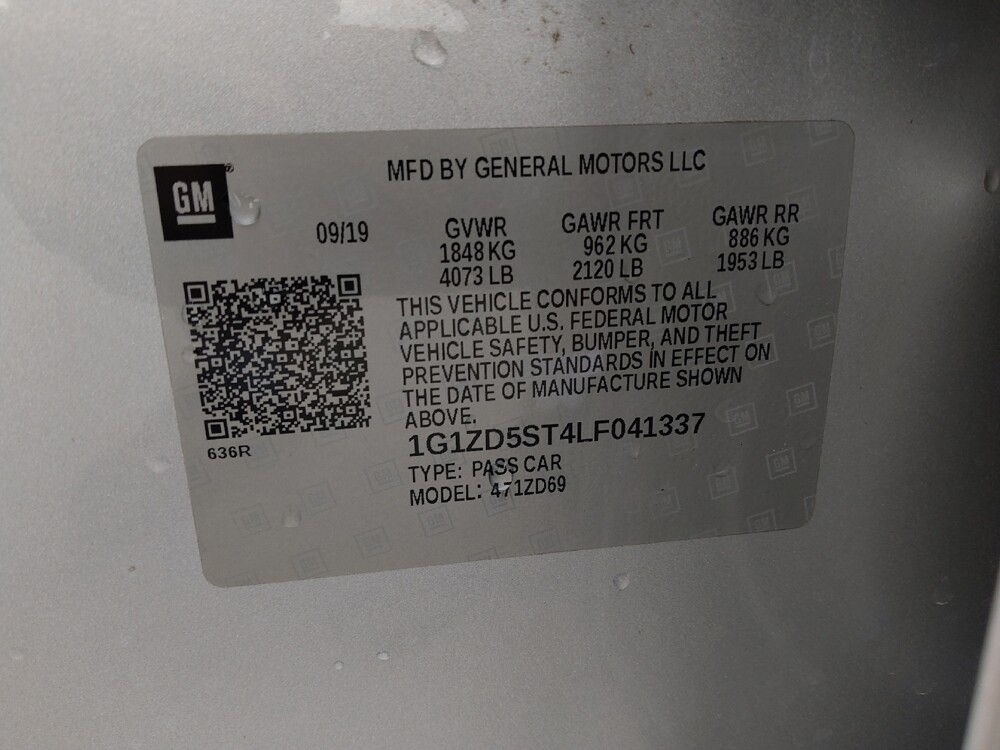 GM
MFD BY GENERAL MOTORS LLC
09/19
GVWR GAWR FRT GAWR RR
1848 KG 962 KG 886 KG
4073 LB 2120 LB 1953 LB
THIS VEHICLE CONFORMS TO ALL
APPLICABLE U.S. FEDERAL MOTOR
VEHICLE SAFETY, BUMPER, AND THEFT
PREVENTION STANDARDS IN EFFECT ON
THE DATE OF MANUFACTURE SHOWN
ABOVE.
1G1ZD5ST4LF041337
636R
TYPE: PASS CAR
MODEL: 471ZD69